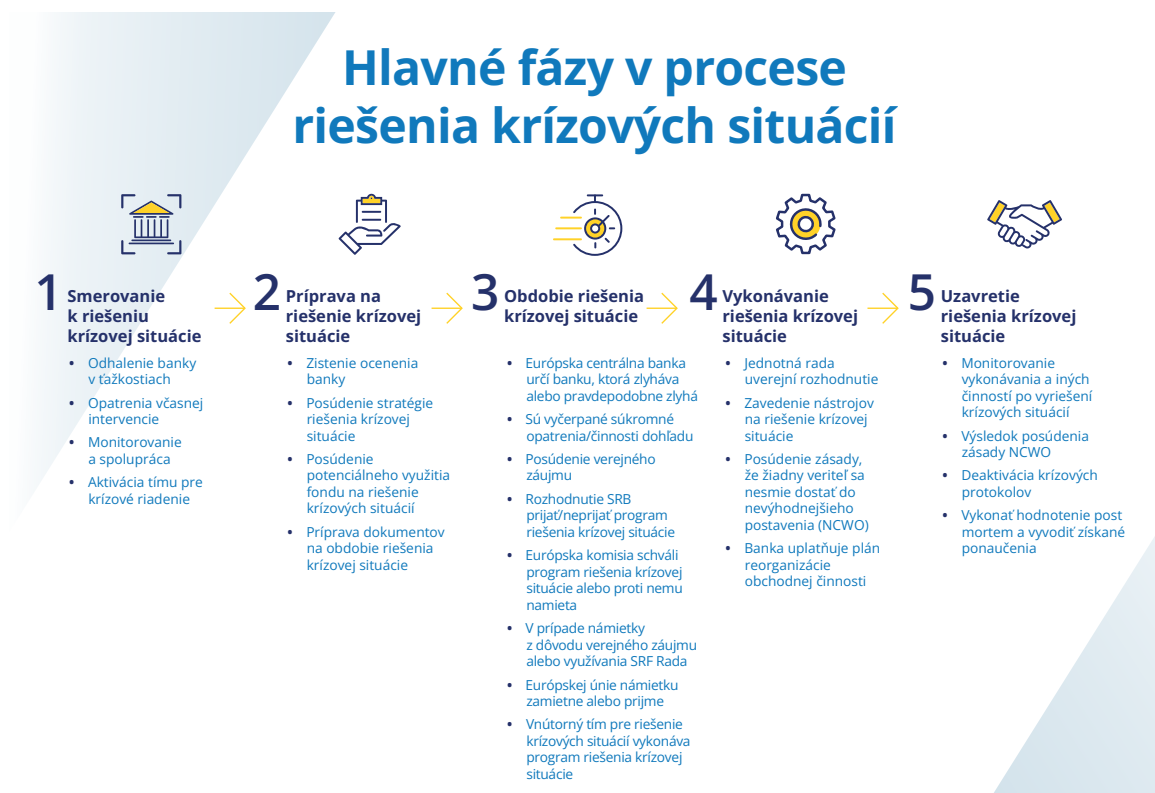 Hlavné fázy v procese
riešenia krízových situácií
1
Smerovanie
k riešeniu
krízovej situácie
• Odhalenie banky
v ťažkostiach
• Opatrenia včasnej
intervencie
• Monitorovanie
a spolupráca
• Aktivácia tímu pre
krízové riadenie
2
Príprava na
riešenie krízovej
situácie
• Zistenie ocenenia
banky
• Posúdenie stratégie
riešenia krízovej
situácie
• Posúdenie
potenciálneho využitia
fondu na riešenie
krízových situácií
• Príprava dokumentov
na obdobie riešenia
krízovej situácie
3
Obdobie riešenia
krízovej situácie
• Európska centrálna banka
určí banku, ktorá zlyháva
alebo pravdepodobne zlyhá
• Sú vyčerpané súkromné
opatrenia/činnosti dohľadu
• Posúdenie verejného
záujmu
• Rozhodnutie SRB
prijať/neprijať program
riešenia krízovej situácie
• Európska komisia schváli
program riešenia krízovej
situácie alebo proti nemu
namieta
• V prípade námietky
z dôvodu verejného záujmu
alebo využívania SRF Rada
• Európskej únie námietku
zamietne alebo prijme
• Vnútorný tím pre riešenie
krízových situácií vykonáva
program riešenia krízovej
situácie
4
Vykonávanie
riešenia krízovej
situácie
• Jednotná rada
uverejní rozhodnutie
• Zavedenie nástrojov
na riešenie krízovej
situácie
• Posúdenie zásady,
že žiadny veriteľ sa
nesmie dostať do
nevýhodnejšieho
postavenia (NCWO)
• Banka uplatňuje plán
reorganizácie
obchodnej činnosti
5
Uzavretie
riešenia krízovej
situácie
• Monitorovanie
vykonávania a iných
činností po vyriešení
krízových situácií
• Výsledok posúdenia
zásady NCWO
• Deaktivácia krízových
protokolov
• Vykonať hodnotenie post
mortem a vyvodiť získané
ponaučenia